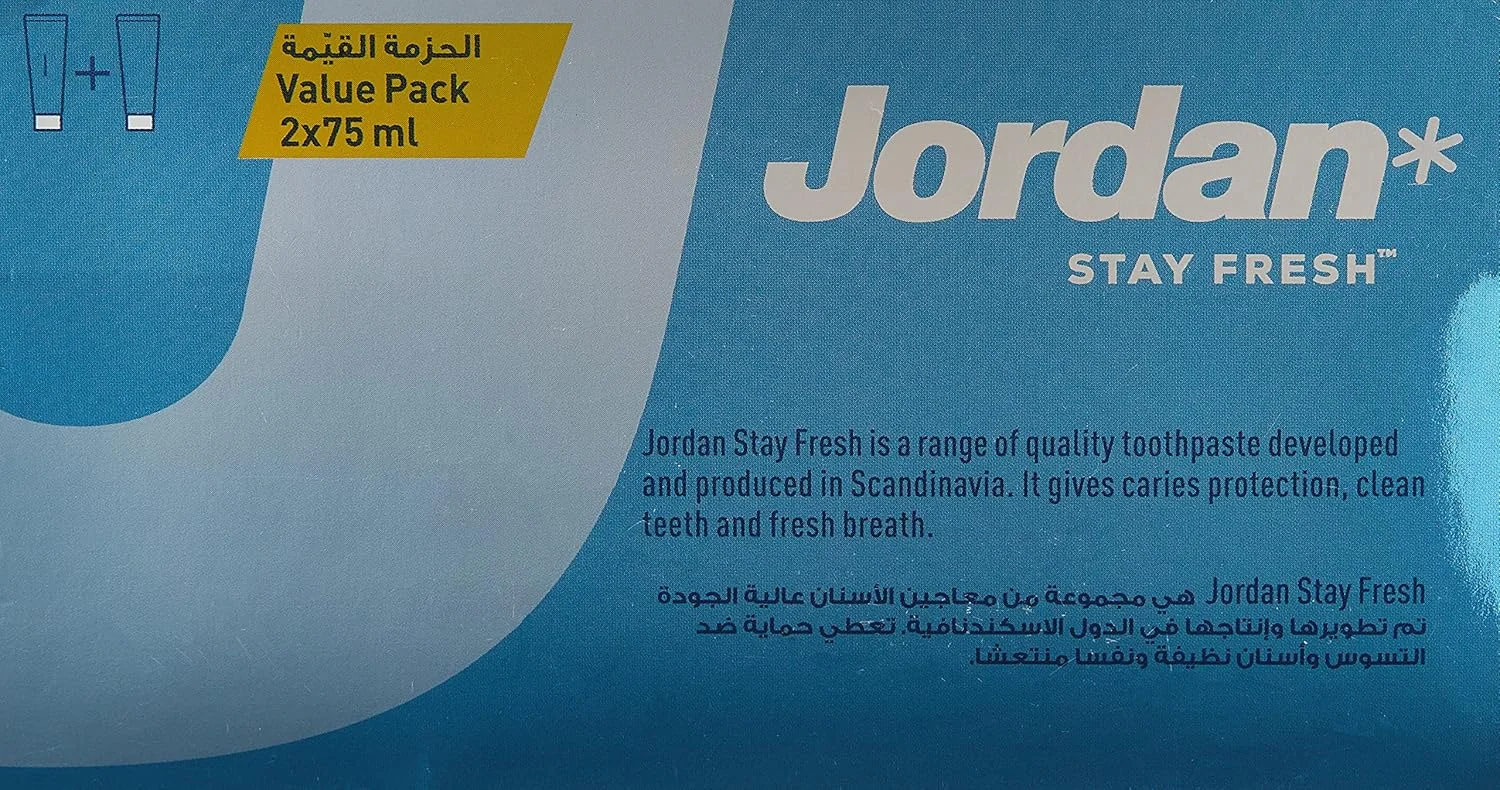 الحزمة القيّمة
Value Pack
2x75 ml
Jordan*
STAY FRESH™
Jordan Stay Fresh is a range of quality toothpaste developed
and produced in Scandinavia. It gives caries protection, clean
teeth and fresh breath.
Jordan Stay Fresh هي مجموعة من معاجين الأسنان عالية الجودة
تم تطويرها وإنتاجها في الدول الاسكندنافية. تعطي حماية ضد
التسوس وأسنان نظيفة ونفسا منتعشا.